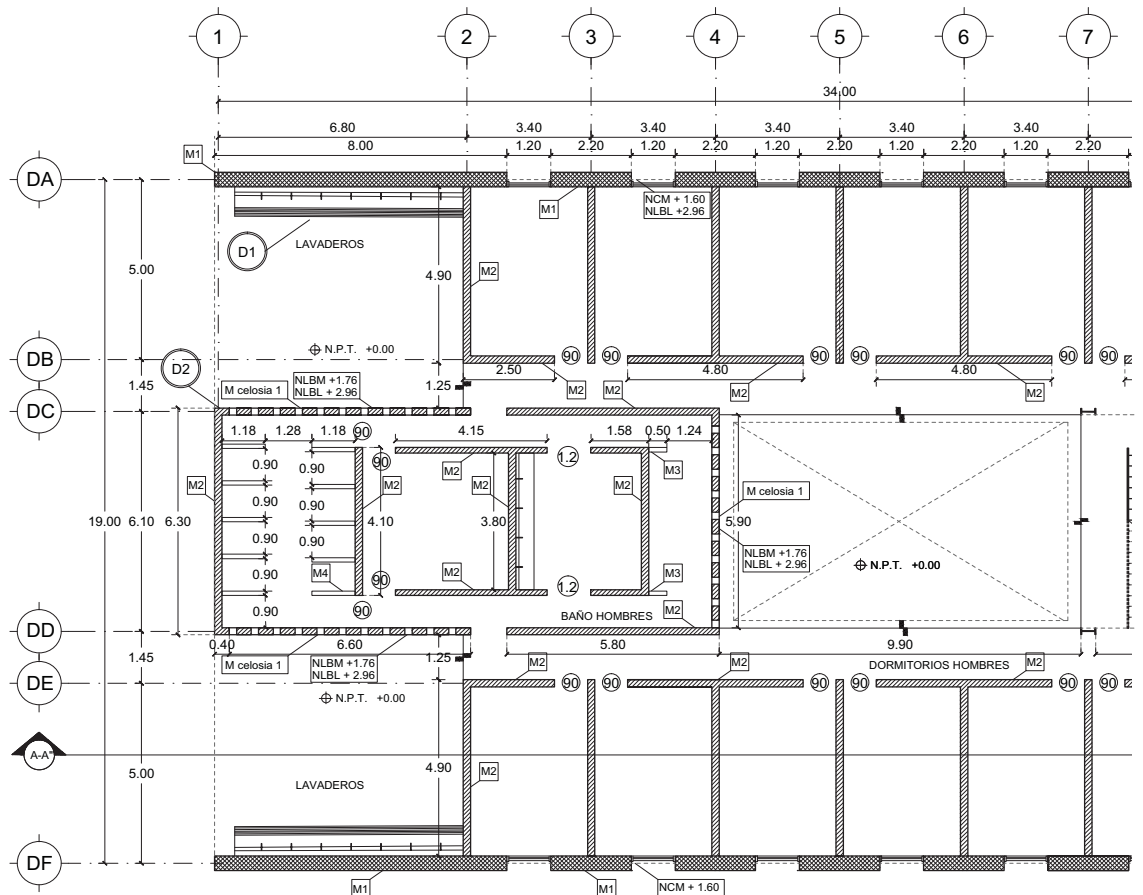 1 2 3 4 5 6 7
34.00
6.80 3.40 3.40 3.40 3.40 3.40
8.00 1.20 2.20 1.20 2.20 1.20 2.20 1.20 2.20 1.20 2.20
M1
DA
M1
NCM + 1.60
NLBL +2.96
D1
LAVADEROS
5.00
4.90
M2
N.P.T. +0.00
90 90 90 90 90 90
DB
D2
2.50
M2
4.80
M2
4.80
M2
1.45
M celosia 1
NLBM +1.76
NLBL + 2.96
1.25
M2
DC
1.18 1.28 1.18
90
4.15
1.58 0.50 1.24
90
1.2
M2
M3
0.90
0.90
M2
M2
M2
M2
M celosia 1
0.90
0.90
19.00 6.10 6.30
4.10
3.80
5.90
0.90
0.90
NLBM +1.76
NLBL + 2.96
N.P.T. +0.00
0.90
M4
90
M2
1.2
M3
0.90
90
BAÑO HOMBRES
M2
DD
0.40 6.60
5.80
9.90
1.45
M celosia 1
NLBM +1.76
NLBL + 2.96
1.25
M2
M2
DORMITORIOS HOMBRES
M2
DE
90 90 90 90 90 90
N.P.T. +0.00
A-A"
5.00
4.90
M2
LAVADEROS
DF
M1
M1
NCM + 1.60